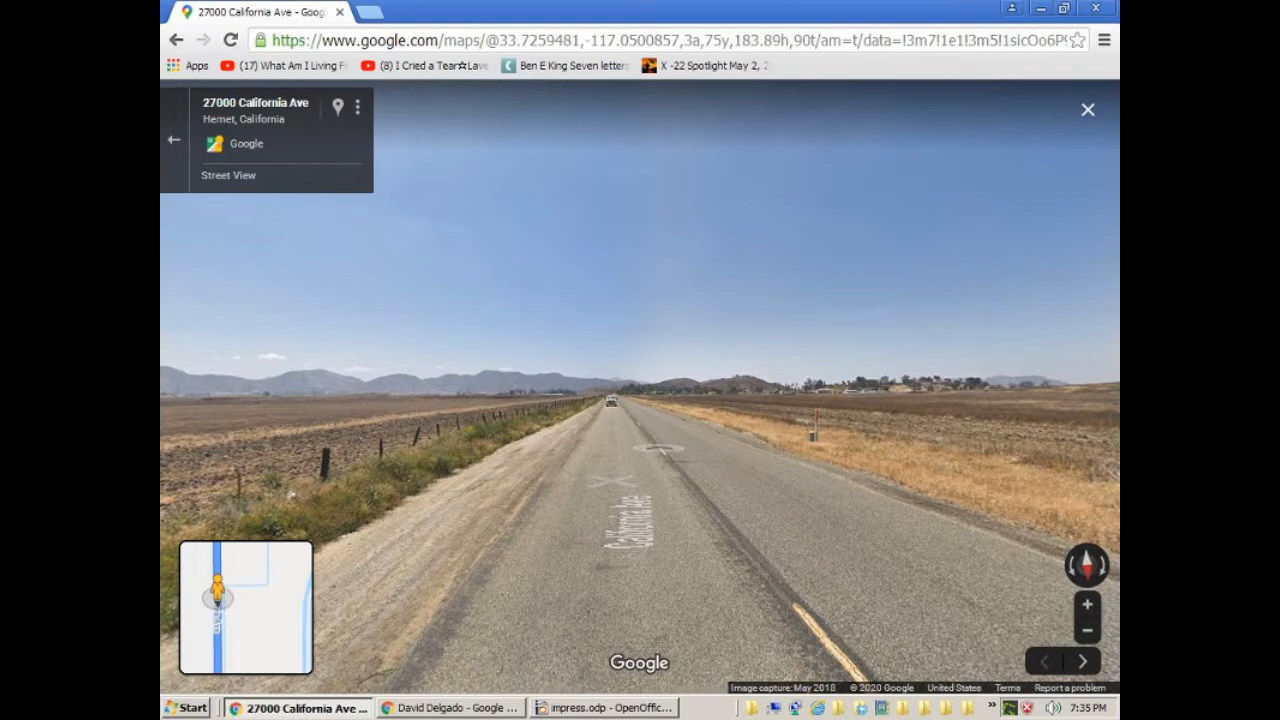 27000 California Ave - Goog
https://www.google.com/maps/@33.7259481,-117.0500857,3a,75y,183.89h,90t/am=t/data=!3m7!1e1!3m5!1sicOo6P
Apps (17) What Am I Living F (8) I Cried a Tear☆Lave Ben E King Seven letters X -22 Spotlight May 2, 2
27000 California Ave
Hemet, California
Google
Street View
California Ave
Google
Image capture: May 2018 © 2020 Google United States Terms Report a problem
Start 27000 California Ave ... David Delgado - Google ... impress.odp - OpenOffic... » 7:35 PM